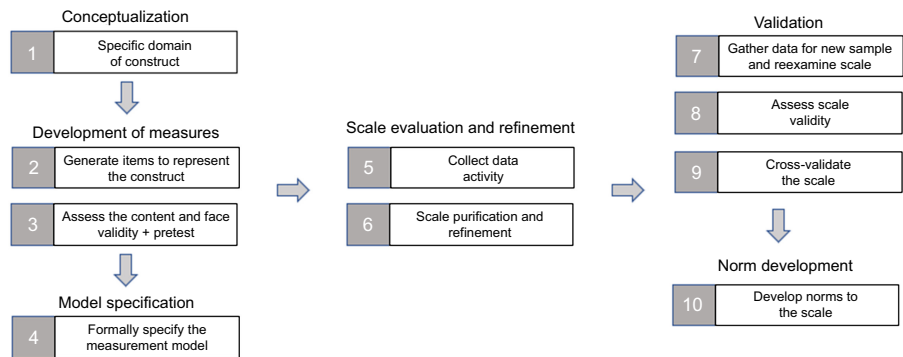 Conceptualization
1
Specific domain
of construct
Development of measures
2
Generate items to represent
the construct
3
Assess the content and face
validity + pretest
Model specification
4
Formally specify the
measurement model
Scale evaluation and refinement
5
Collect data
activity
6
Scale purification and
refinement
Validation
7
Gather data for new sample
and reexamine scale
8
Assess scale
validity
9
Cross-validate
the scale
Norm development
10
Develop norms to
the scale